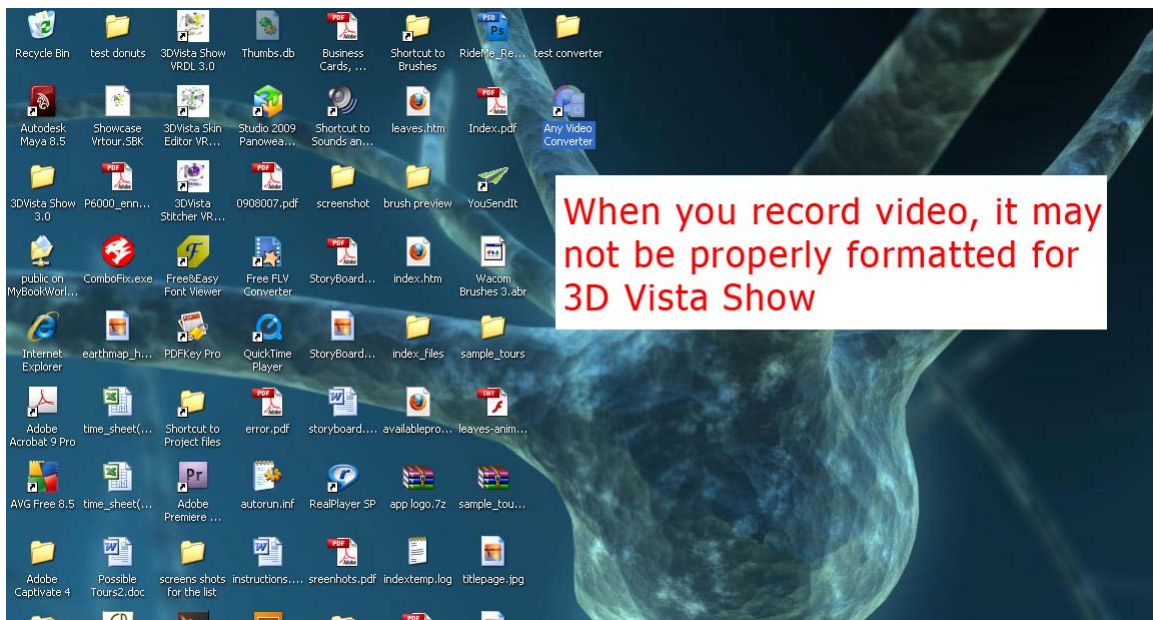 Recycle Bin
test donuts
3DVista Show
VRDL 3.0
Thumbs.db
Business
Cards, ...
Shortcut to
Brushes
RideMe_Re...
test converter
Autodesk
Maya 8.5
Showcase
Vrtour.SBK
3DVista Skin
Editor VR...
Studio 2009
Panowea...
Shortcut to
Sounds an...
leaves.htm
Index.pdf
Any Video
Converter
3DVista Show
3.0
P6000_enn...
3DVista
Stitcher VR...
0908007.pdf
screenshot
brush preview
YouSendIt
When you record video, it may
not be properly formatted for
3D Vista Show
public on
MyBookWorl...
ComboFix.exe
Free&Easy
Font Viewer
Free FLV
Converter
StoryBoard...
index.htm
Wacom
Brushes 3.abr
Internet
Explorer
earthmap_h...
PDFKey Pro
QuickTime
Player
StoryBoard...
index_files
sample_tours
Adobe
Acrobat 9 Pro
time_sheet(...
Shortcut to
Project files
error.pdf
storyboard....
availablepro...
leaves-anim...
AVG Free 8.5
time_sheet(...
Adobe
Premiere ...
autorun.inf
RealPlayer SP
app logo.7z
sample_tou...
Adobe
Captivate 4
Possible
Tours2.doc
screens shots
for the list
instructions....
sreenhots.pdf
indextemp.log
titlepage.jpg